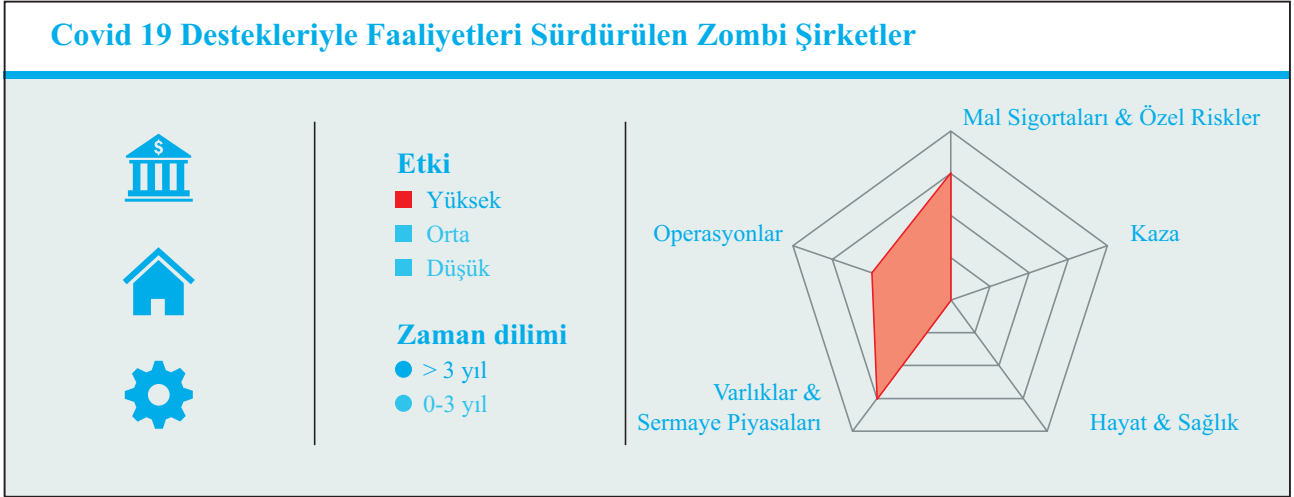 Covid 19 Destekleriyle Faaliyetleri Sürdürülen Zombi Şirketler
$
Etki
Yüksek
Orta
Düşük
Zaman dilimi
> 3 yıl
0-3 yıl
Mal Sigortaları & Özel Riskler
Operasyonlar
Kaza
Varlıklar &
Sermaye Piyasaları
Hayat & Sağlık